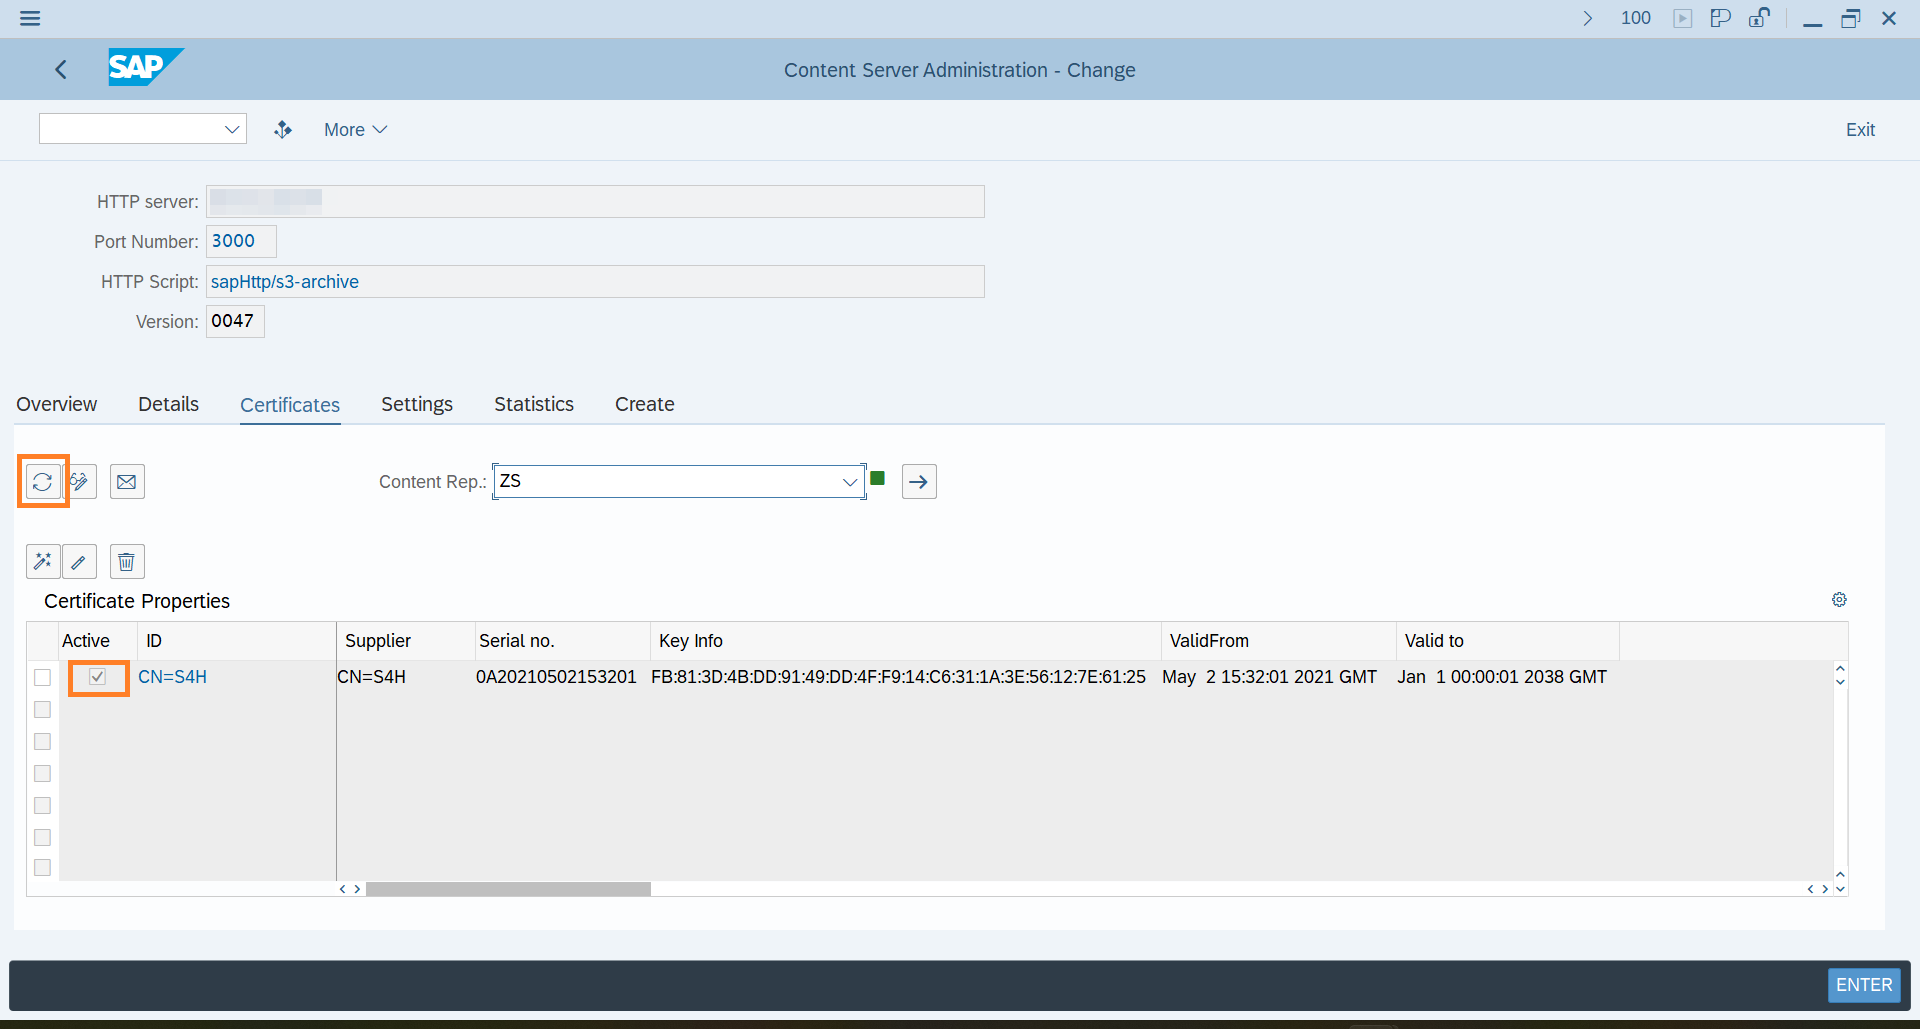 100
SAP
Content Server Administration - Change
More
Exit
HTTP server:
Port Number: 3000
HTTP Script: sapHttp/s3-archive
Version: 0047
Overview Details Certificates Settings Statistics Create
Content Rep.: ZS
Certificate Properties
Active ID Supplier Serial no. Key Info ValidFrom Valid to
CN=S4H CN=S4H 0A20210502153201 FB:81:3D:4B:DD:91:49:DD:4F:F9:14:C6:31:1A:3E:56:12:7E:61:25 May  2 15:32:01 2021 GMT Jan  1 00:00:01 2038 GMT
ENTER